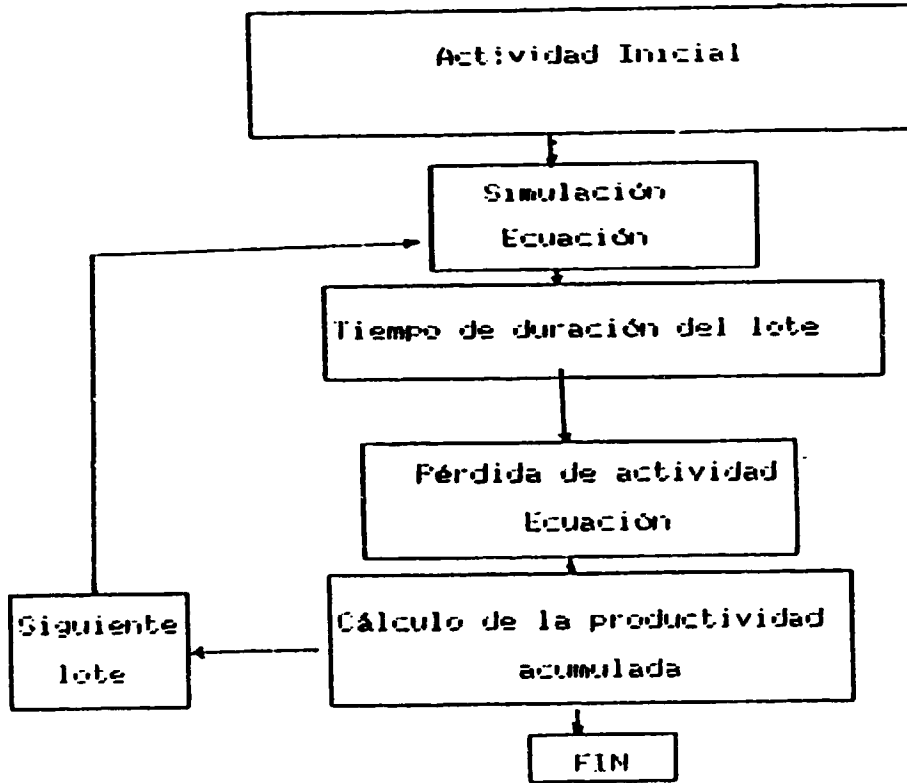 Actividad Inicial
Simulación
Ecuación
Tiempo de duración del lote
Pérdida de actividad
Ecuación
Cálculo de la productividad
acumulada
Siguiente
lote
FIN